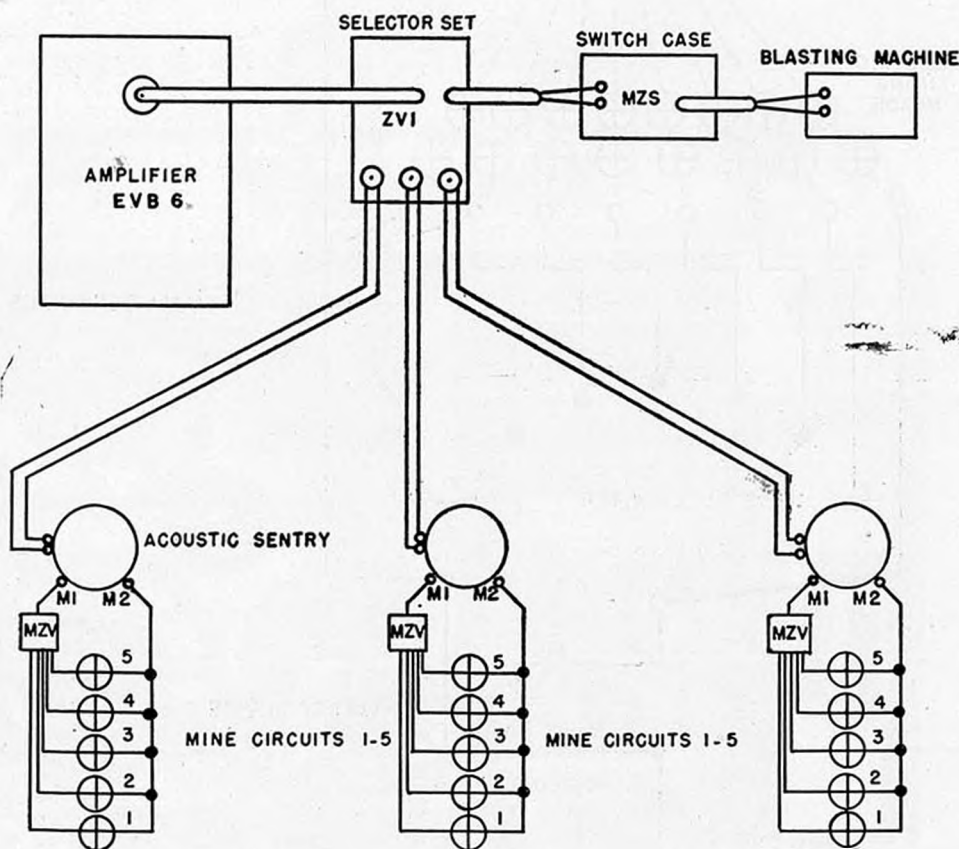 SELECTOR SET
SWITCH CASE
BLASTING MACHINE
MZS
ZV1
AMPLIFIER
EVB 6
ACOUSTIC SENTRY
M1 M2
M1 M2
M1 M2
MZV
MZV
MZV
5
4
3
2
1
5
4
3
2
1
5
4
3
2
1
MINE CIRCUITS 1-5
MINE CIRCUITS 1-5